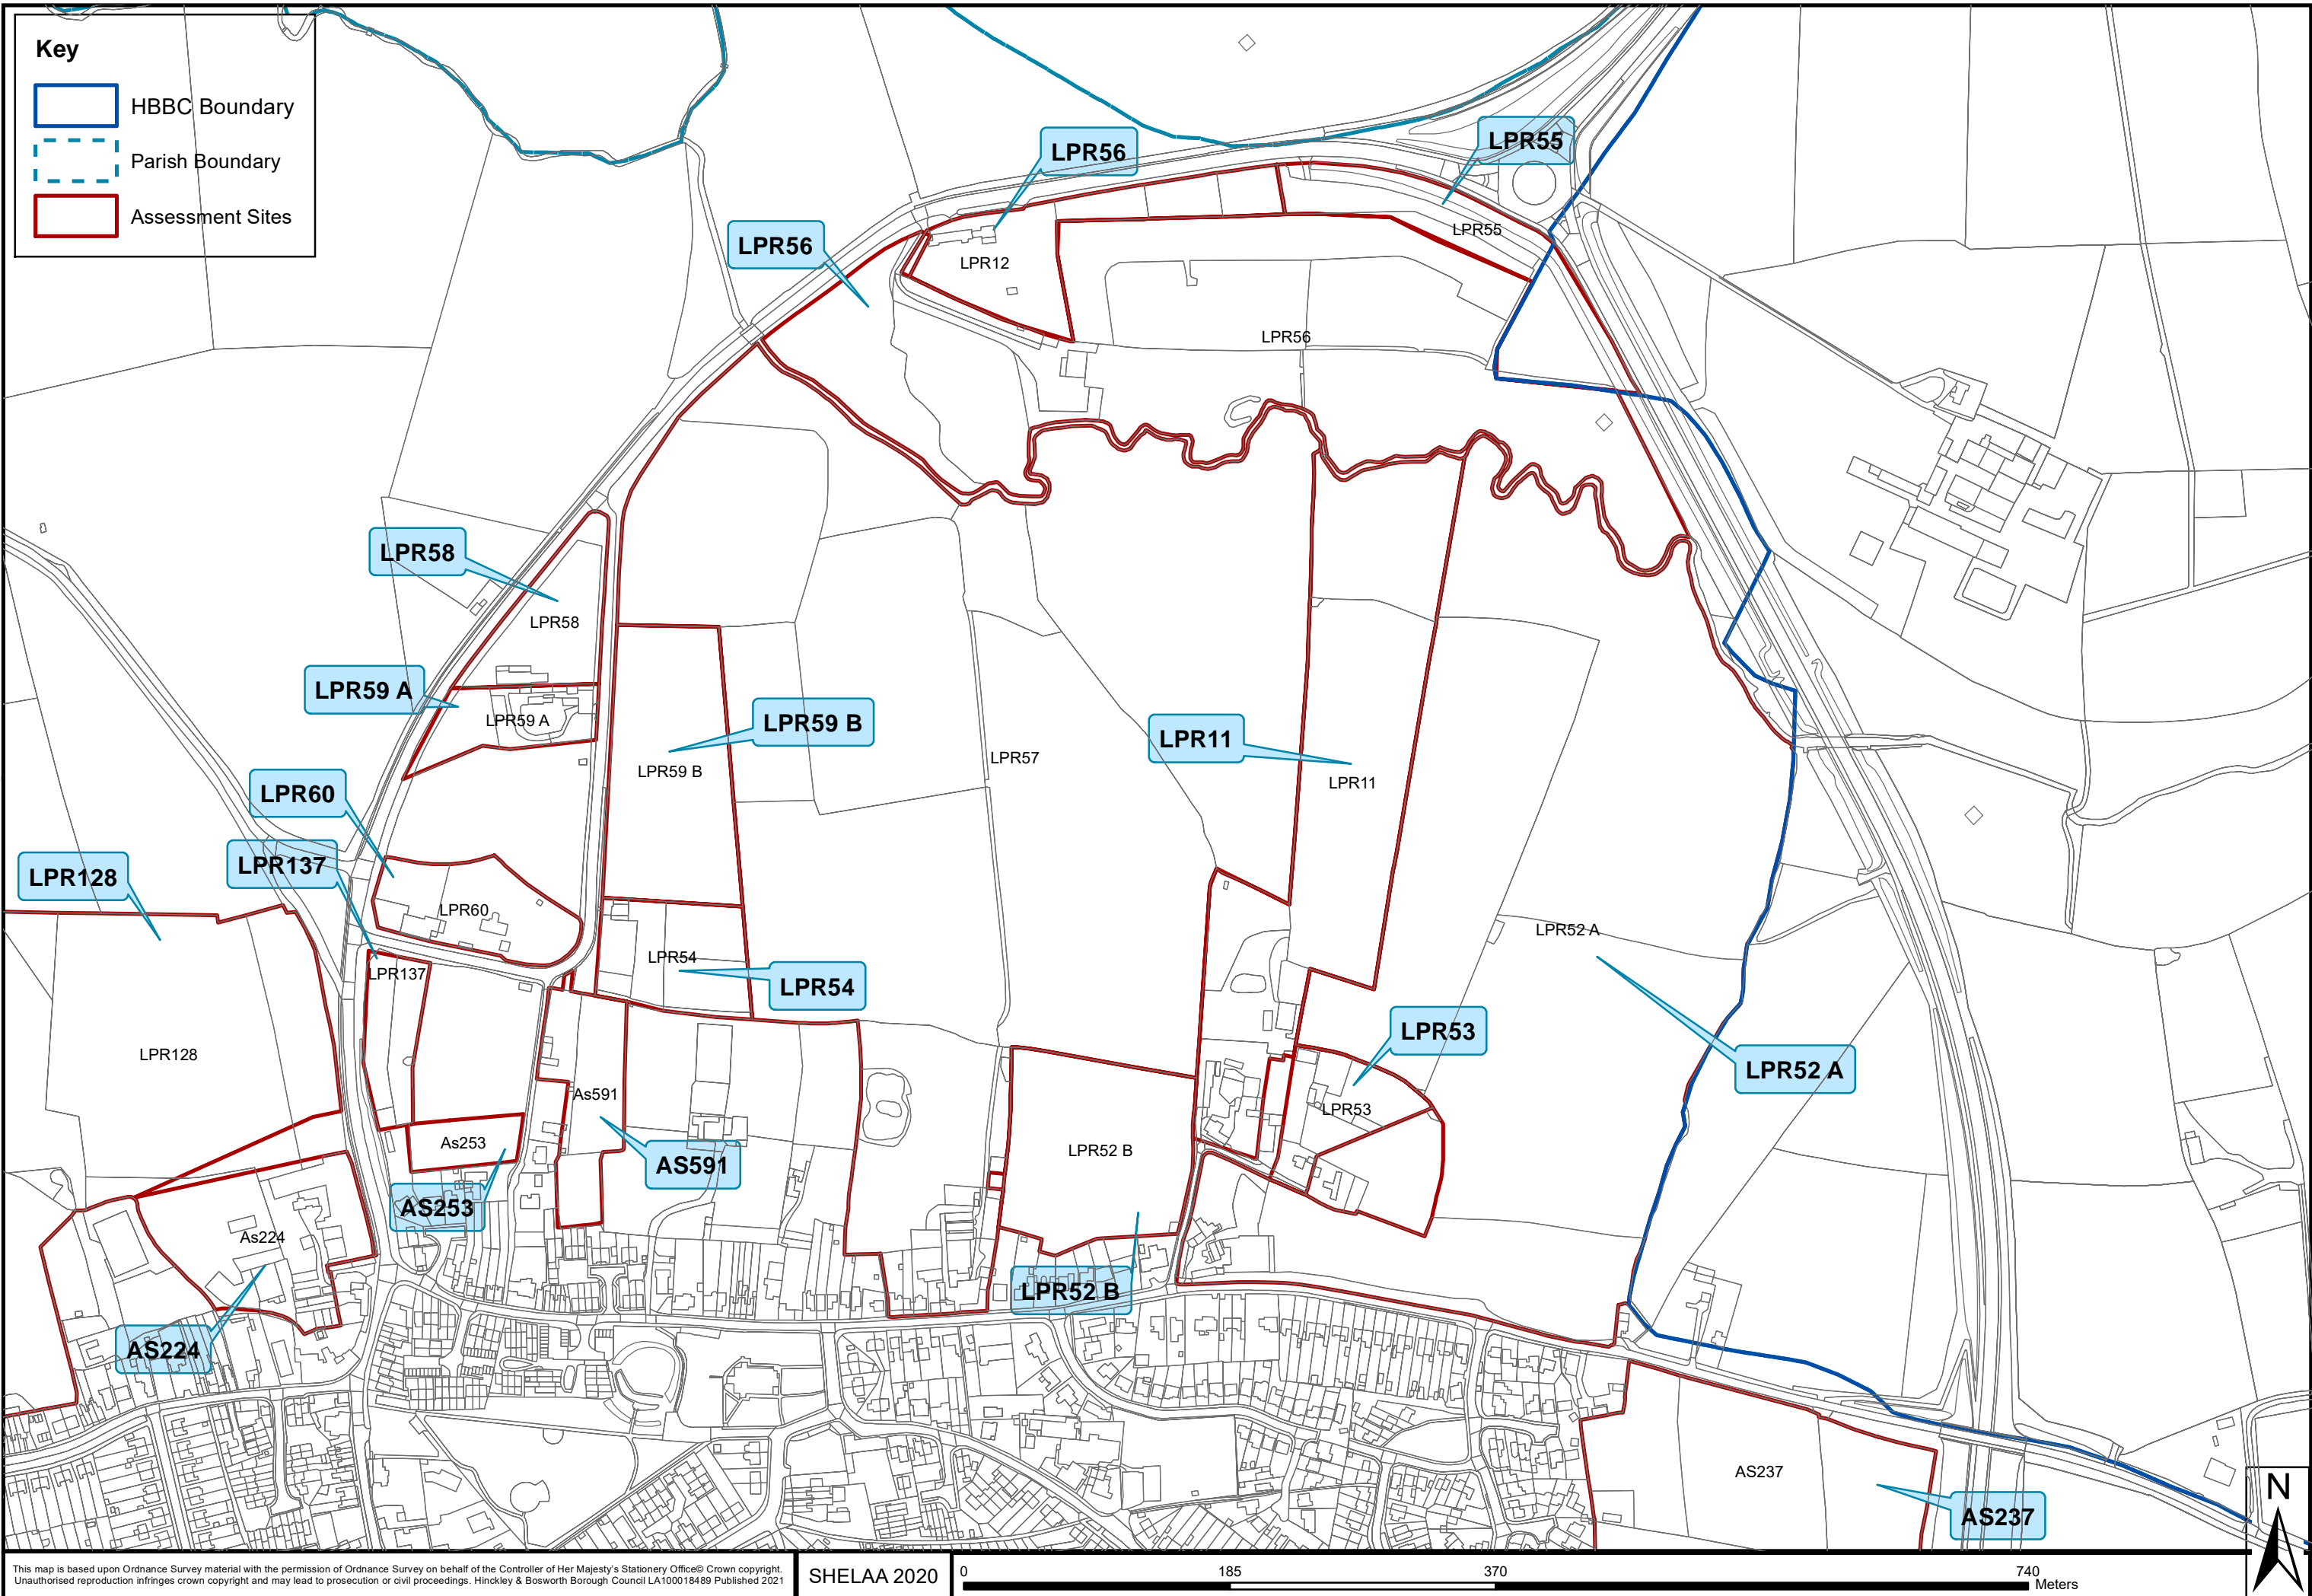 Key
HBBC Boundary
Parish Boundary
Assessment Sites
LPR56
LPR55
LPR56
LPR55
LPR12
LPR56
LPR58
LPR58
LPR59 A
LPR59 A
LPR59 B
LPR59 B
LPR57
LPR11
LPR11
LPR60
LPR137
LPR128
LPR60
LPR52 A
LPR54
LPR137
LPR54
LPR53
LPR128
LPR52 A
As591
LPR53
As253
LPR52 B
AS591
AS253
As224
LPR52 B
AS224
AS237
AS237
N
This map is based upon Ordnance Survey material with the permission of Ordnance Survey on behalf of the Controller of Her Majesty's Stationery Office© Crown copyright.
Unauthorised reproduction infringes crown copyright and may lead to prosecution or civil proceedings. Hinckley & Bosworth Borough Council LA100018489 Published 2021
SHELAA 2020
0 185 370 740
Meters